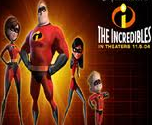 THE INCREDIBLES
IN THEATERS 11.5.04